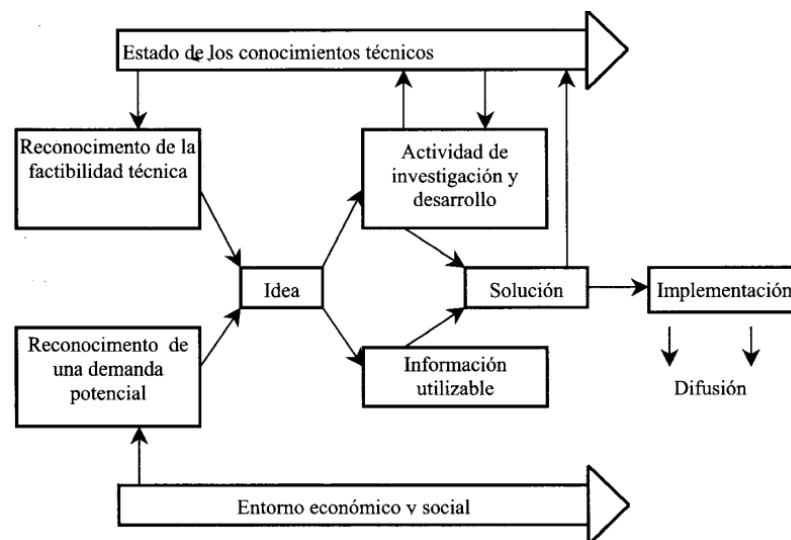 Estado de los conocimientos técnicos
Reconocimento de la
factibilidad técnica
Actividad de
investigación y
desarrollo
Idea
Solución
Implementación
Reconocimento de
una demanda
potencial
Información
utilizable
Difusión
Entorno económico y social